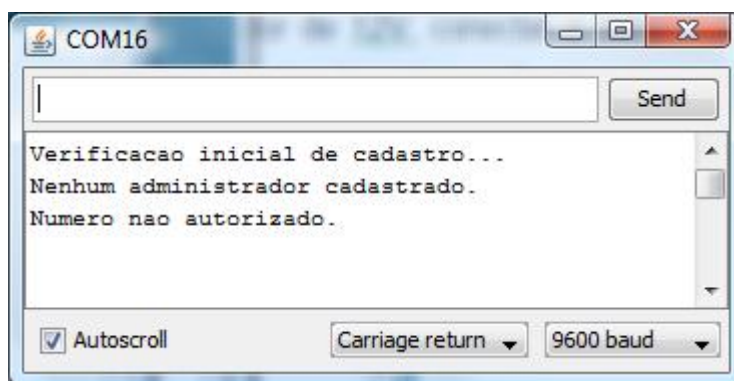 COM16
Send
Verificacao inicial de cadastro...
Nenhum administrador cadastrado.
Numero nao autorizado.
Autoscroll
Carriage return
9600 baud